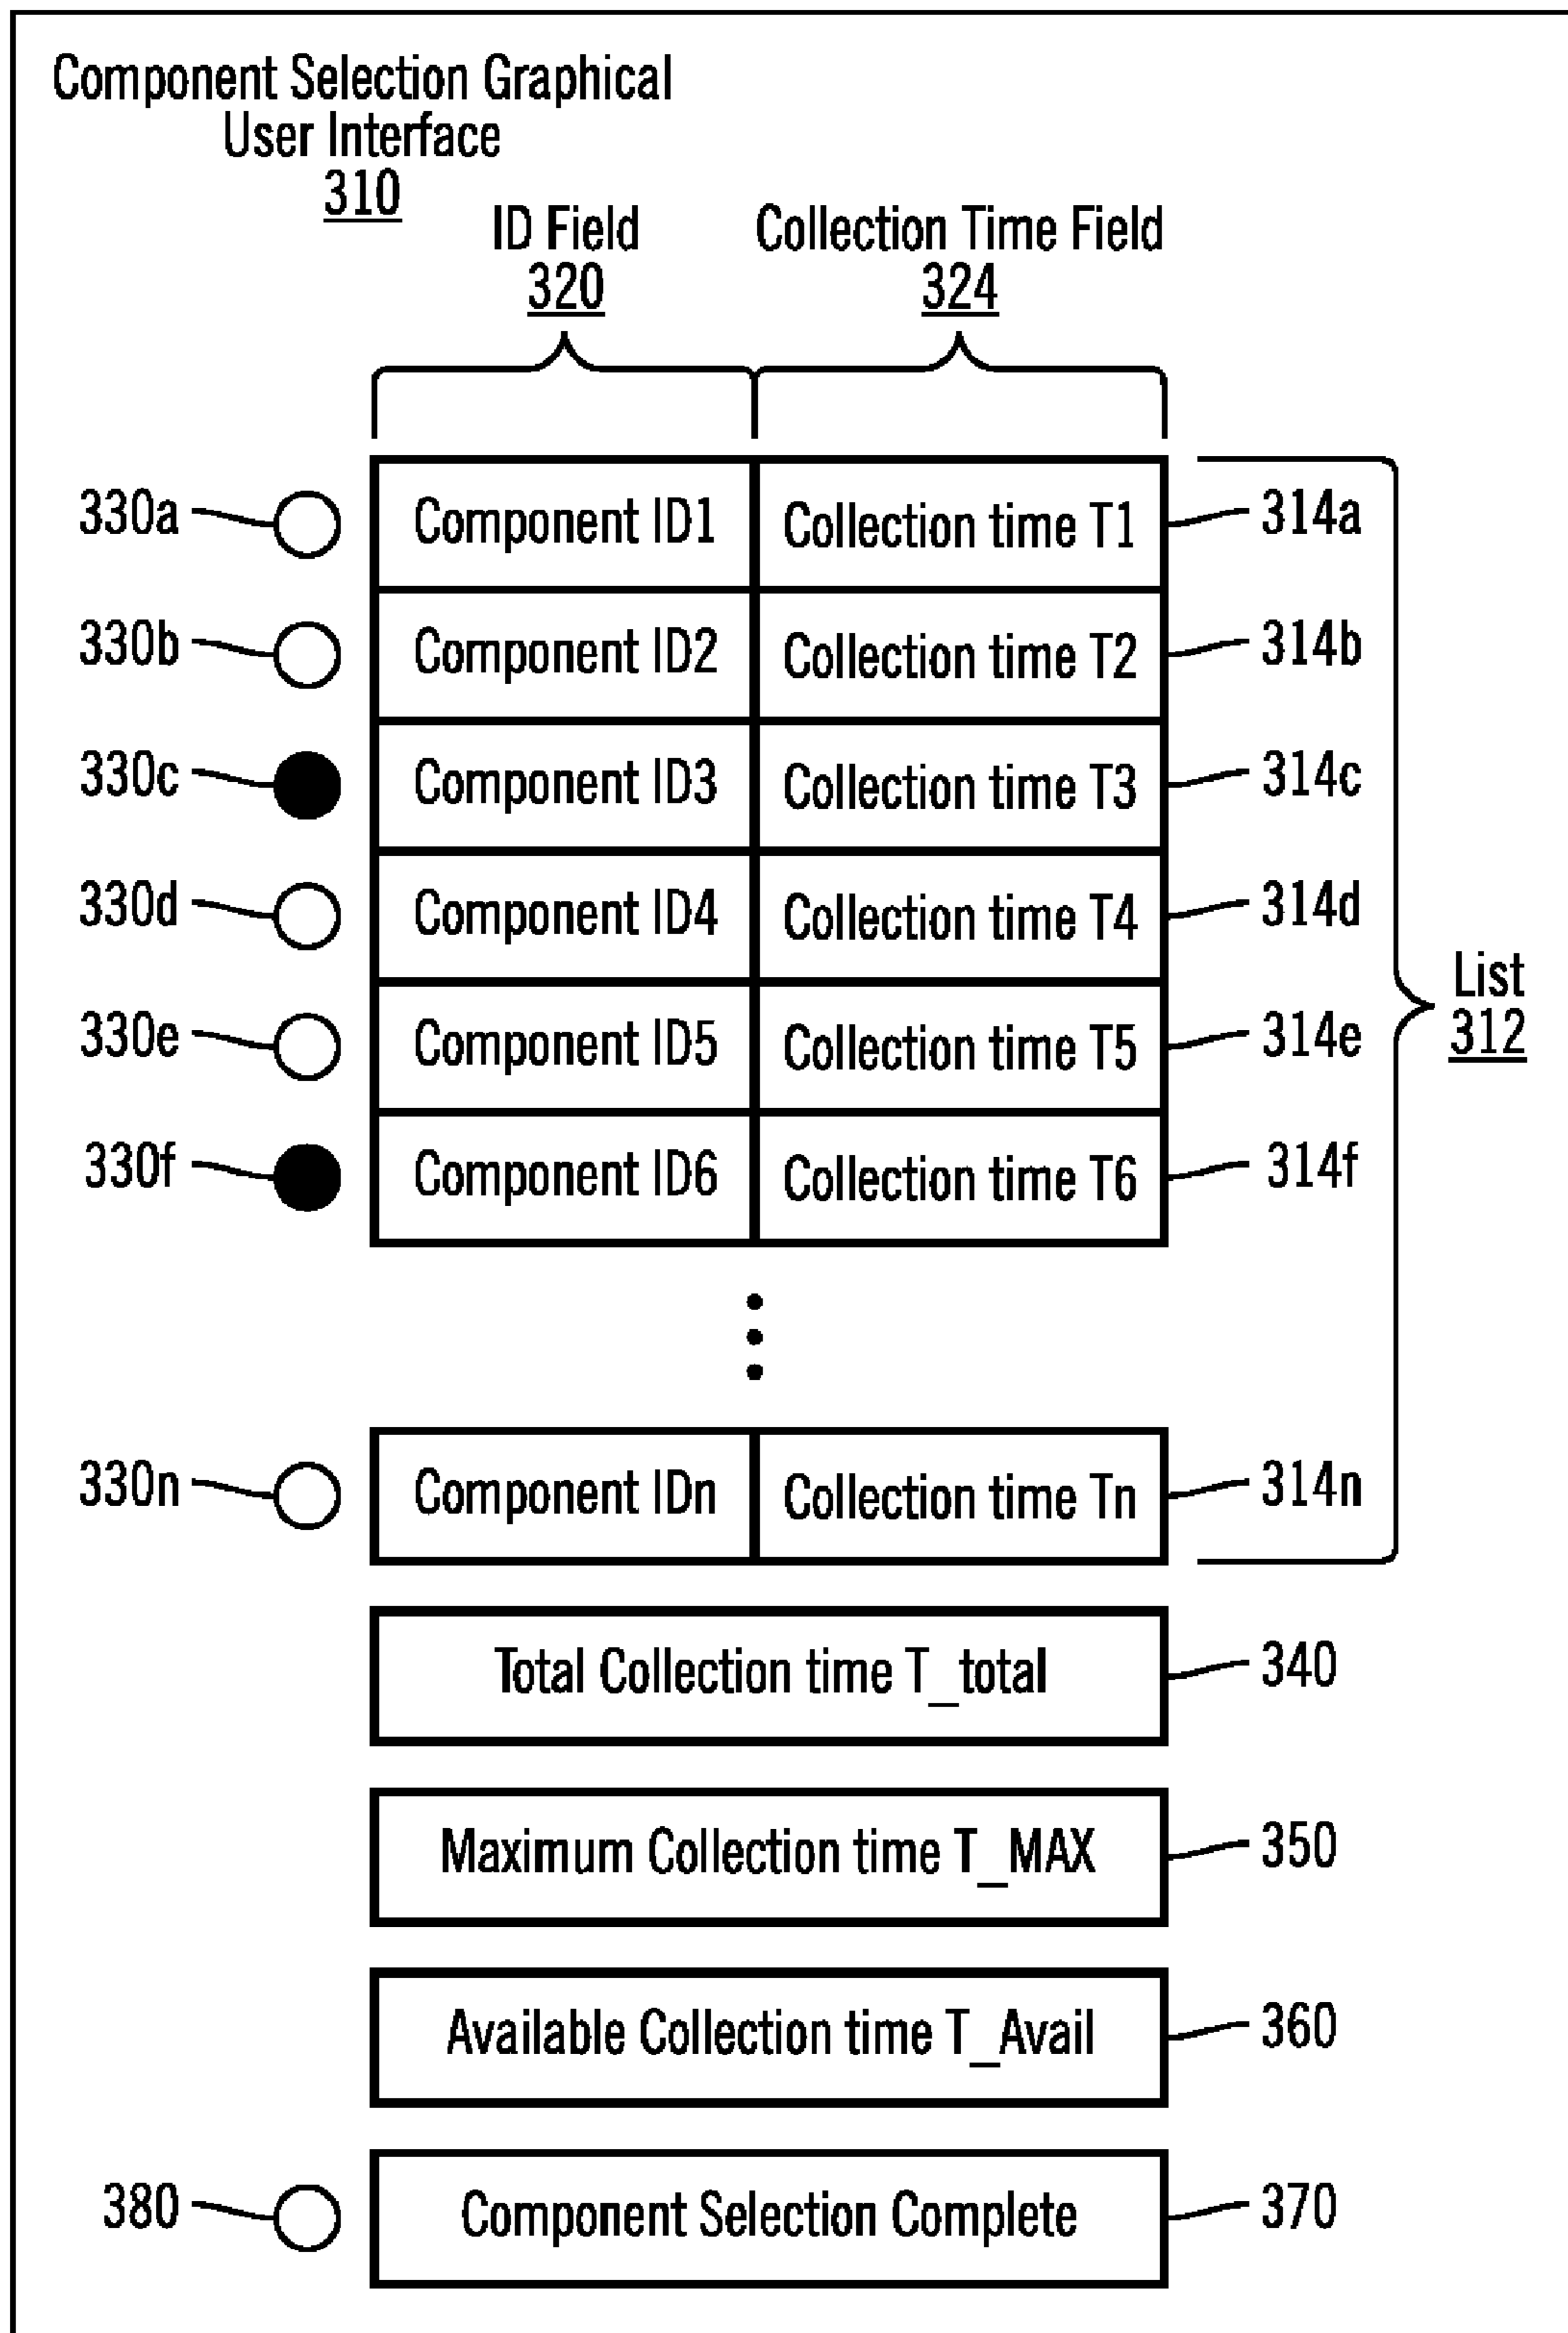 Component Selection Graphical
User Interface
310
ID Field
320
Collection Time Field
324
330a Component ID1 Collection time T1 314a
330b Component ID2 Collection time T2 314b
330c Component ID3 Collection time T3 314c
330d Component ID4 Collection time T4 314d
List
312
330e Component ID5 Collection time T5 314e
330f Component ID6 Collection time T6 314f
330n Component IDn Collection time Tn 314n
Total Collection time T_total 340
Maximum Collection time T_MAX 350
Available Collection time T_Avail 360
380 Component Selection Complete 370